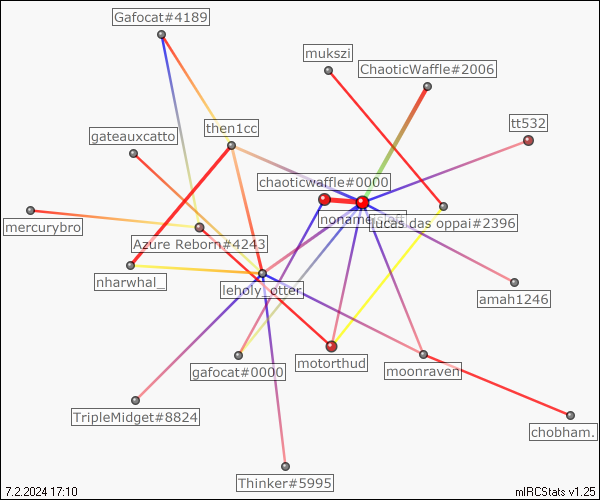 Gafocat#4189
mukszi
ChaoticWaffle#2006
tt532
then1cc
gateauxcatto
chaoticwaffle#0000
noname
lucas das oppai#2396
mercurybro
Azure Reborn#4243
nharwhal_
leholy_otter
amah1246
gafocat#0000
motorthud
moonraven
TripleMidget#8824
chobham.
Thinker#5995
7.2.2024 17:10
mIRCStats v1.25